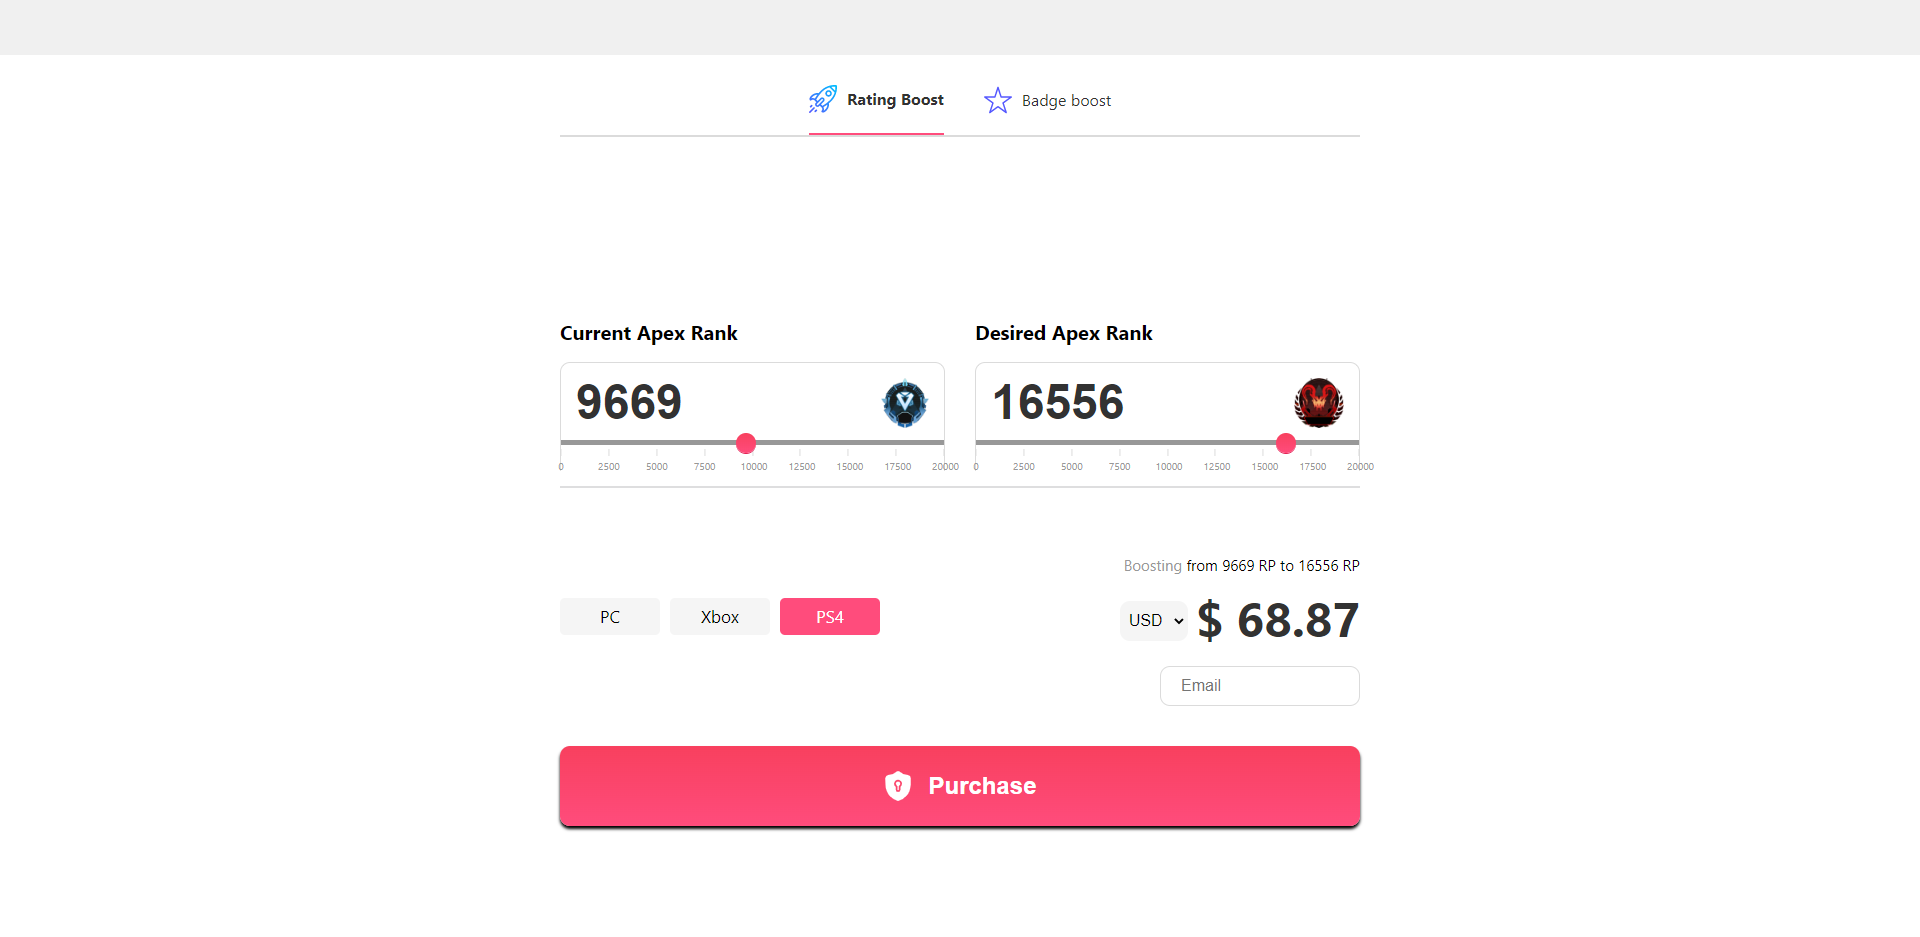 Rating Boost
Badge boost
Current Apex Rank
Desired Apex Rank
9669
16556
0 2500 5000 7500 10000 12500 15000 17500 20000
0 2500 5000 7500 10000 12500 15000 17500 20000
Boosting from 9669 RP to 16556 RP
PC
Xbox
PS4
USD
$ 68.87
Email
Purchase